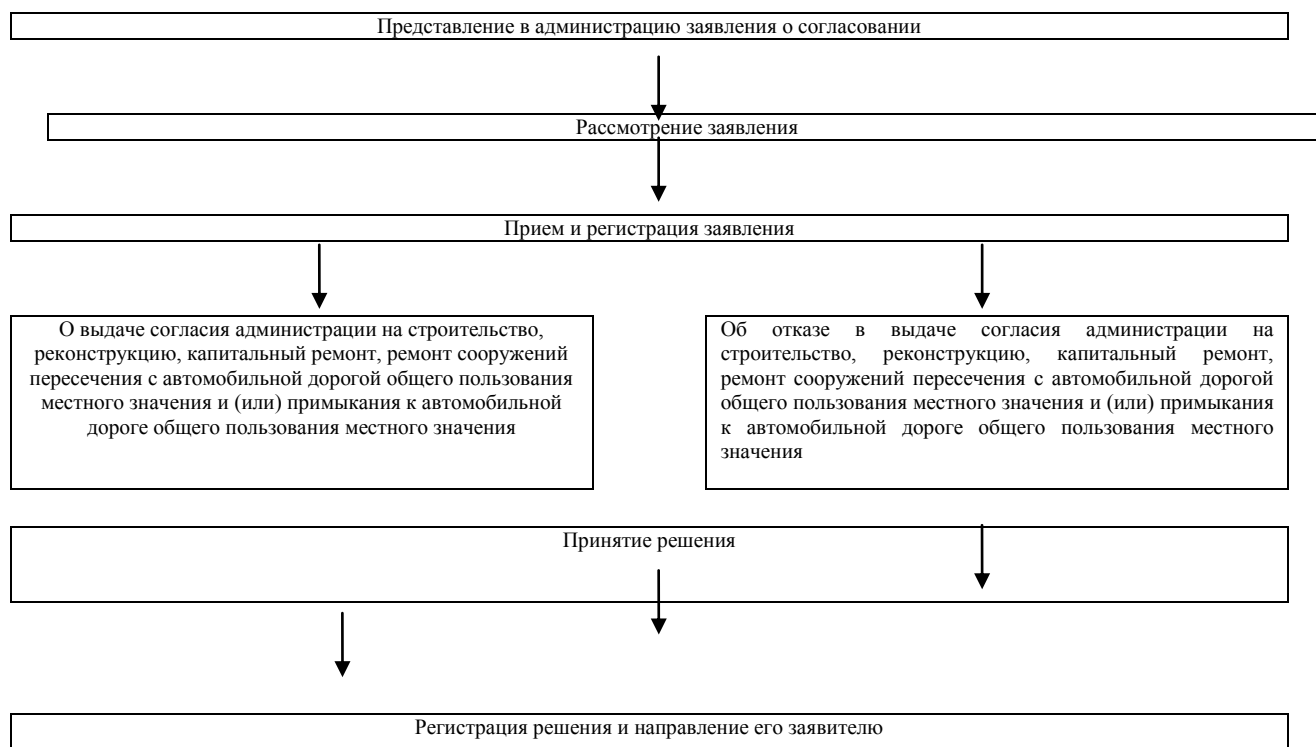 Представление в администрацию заявления о согласовании
Рассмотрение заявления
Прием и регистрация заявления
О выдаче согласия администрации на строительство,
реконструкцию, капитальный ремонт, ремонт сооружений
пересечения с автомобильной дорогой общего пользования
местного значения и (или) примыкания к автомобильной
дороге общего пользования местного значения
Об отказе в выдаче согласия администрации на
строительство, реконструкцию, капитальный ремонт,
ремонт сооружений пересечения с автомобильной дорогой
общего пользования местного значения и (или) примыкания
к автомобильной дороге общего пользования местного
значения
Принятие решения
Регистрация решения и направление его заявителю